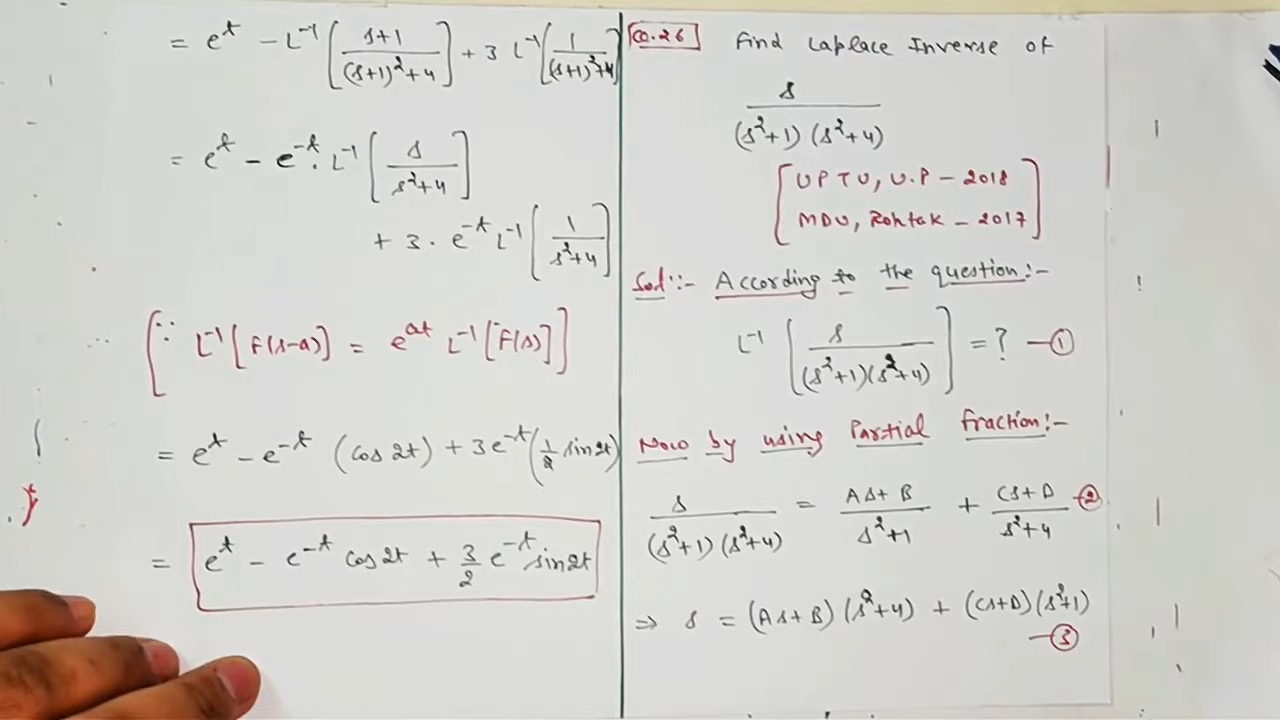 = e^t - L^-1 [ (s+1) / ((s+1)^2+4) ] + 3 L^-1 [ 1 / ((s+1)^2+4) ]
= e^t - e^-t . L^-1 [ s / (s^2+4) ]
+ 3 . e^-t L^-1 [ 1 / (s^2+4) ]
[ ∵ L^-1 [F(s-a)] = e^at L^-1 [F(s)] ]
= e^t - e^-t (cos 2t) + 3e^-t (1/2 sin 2t)
= e^t - e^-t cos 2t + 3/2 e^-t sin 2t
Q.26 Find Laplace Inverse of
s / ((s^2+1) (s^2+4))
[ UPTU, U.P - 2018
MDU, Rohtak - 2017 ]
Sol:- According to the question:-
L^-1 [ s / ((s^2+1)(s^2+4)) ] = ? —①
Now by using Partial fraction:-
s / ((s^2+1) (s^2+4)) = (As+B) / (s^2+1) + (Cs+D) / (s^2+4) —②
⇒ s = (As+B) (s^2+4) + (Cs+D) (s^2+1)
—③